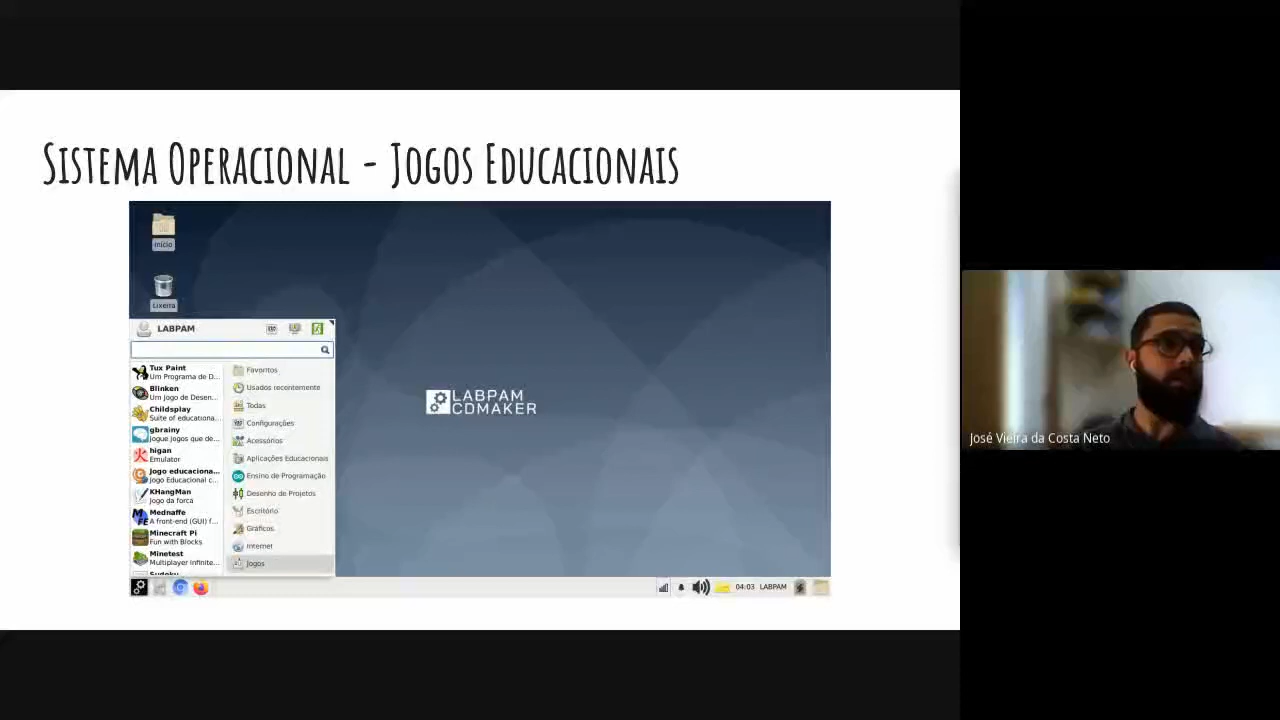 Sistema Operacional - Jogos Educacionais
Início
Lixeira
LABPAM
Tux Paint
Um Programa de D...
Blinken
Um Jogo de Desen...
Childsplay
Suite of educationa...
gbrainy
Jogue jogos que de...
higan
Emulator
Jogo educaciona...
Jogo Educacional c...
KHangMan
Jogo da forca
Mednaffe
A front-end (GUI) f...
Minecraft Pi
Fun with Blocks
Minetest
Multiplayer infinite...
Sudoku
Favoritos
Usados recentemente
Todas
Configurações
Acessórios
Aplicações Educacionais
Ensino de Programação
Desenho de Projetos
Escritório
Gráficos
Internet
Jogos
LABPAM
CDMAKER
04:03 LABPAM
José Vieira da Costa Neto